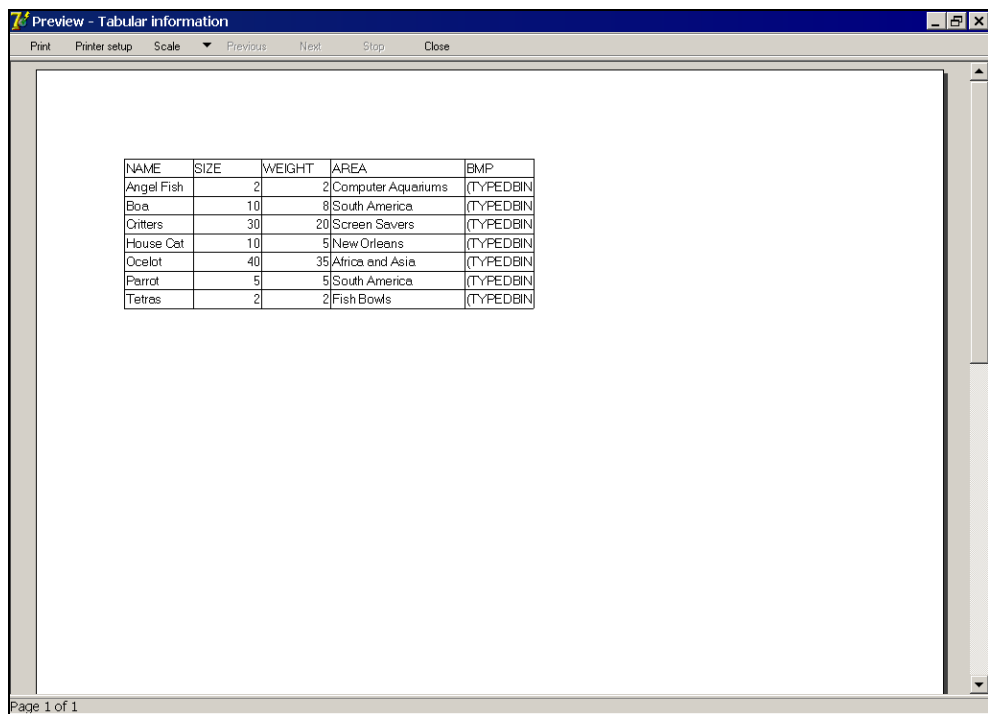 Preview - Tabular information
Print Printer setup Scale Previous Next Stop Close
NAME SIZE WEIGHT AREA BMP
Angel Fish 2 2 Computer Aquariums (TYPEDBIN
Boa 10 8 South America (TYPEDBIN
Critters 30 20 Screen Savers (TYPEDBIN
House Cat 10 5 New Orleans (TYPEDBIN
Ocelot 40 35 Africa and Asia (TYPEDBIN
Parrot 5 5 South America (TYPEDBIN
Tetras 2 2 Fish Bowls (TYPEDBIN
Page 1 of 1